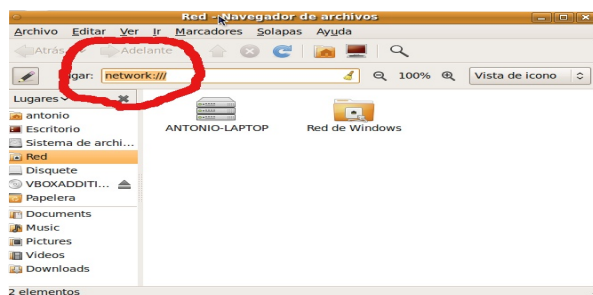 Red - Navegador de archivos
Archivo Editar Ver Ir Marcadores Solapas Ayuda
Atrás Adelante
gar: network:/// 100% Vista de icono
Lugares
antonio
Escritorio
Sistema de archi...
Red
Disquete
VBOXADDITI...
Papelera
Documents
Music
Pictures
Videos
Downloads
ANTONIO-LAPTOP Red de Windows
2 elementos